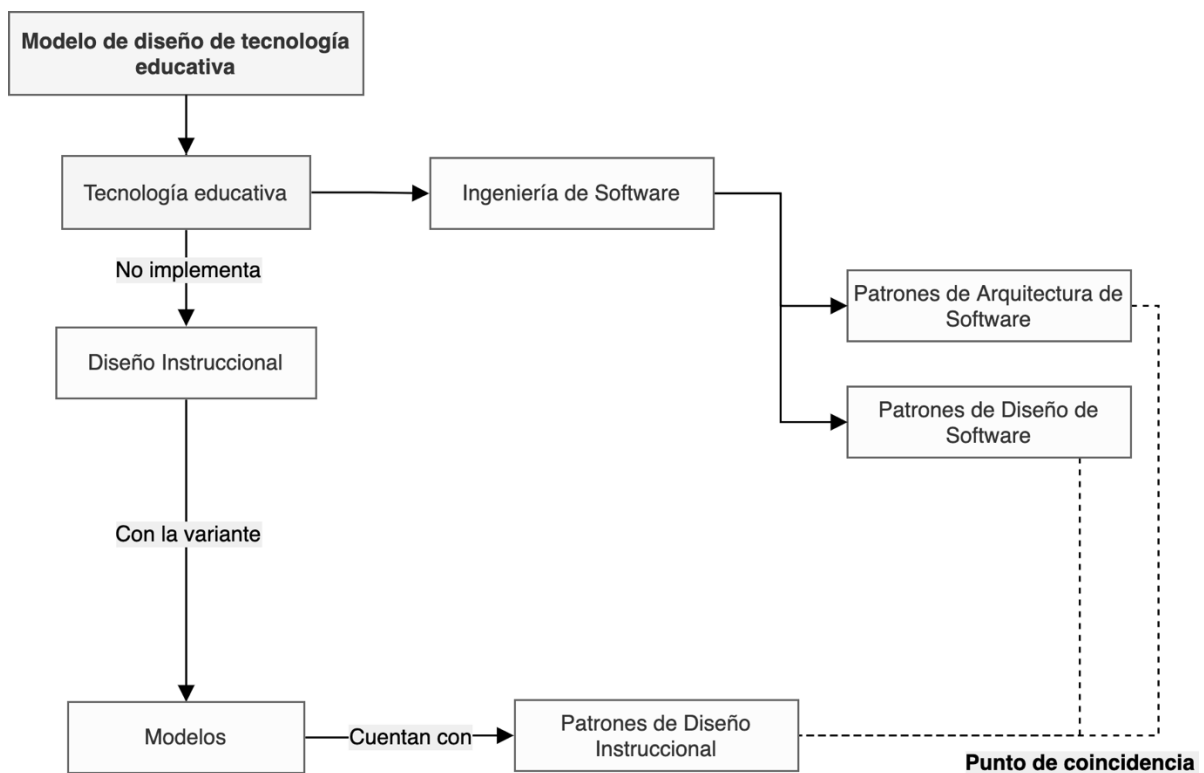 Modelo de diseño de tecnología
educativa
Tecnología educativa
Ingeniería de Software
No implementa
Patrones de Arquitectura de
Software
Diseño Instruccional
Patrones de Diseño de
Software
Con la variante
Modelos
Cuentan con
Patrones de Diseño
Instruccional
Punto de coincidencia